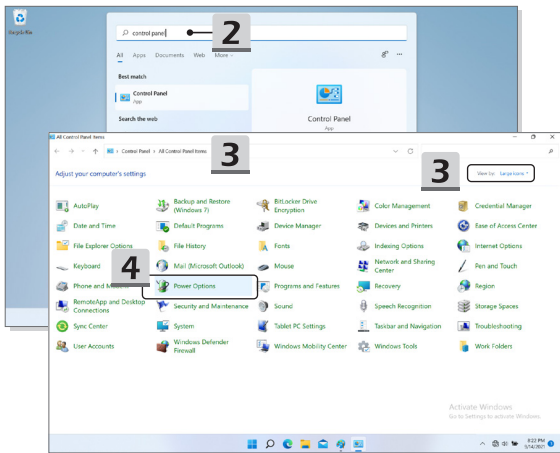 Recycle Bin
control panel
2
All Apps Documents Web More
Best match
Control Panel
App
Search the web
Control Panel
App
All Control Panel Items
Control Panel > All Control Panel Items
3
3
Adjust your computer's settings
View by: Large icons
AutoPlay
Backup and Restore (Windows 7)
BitLocker Drive Encryption
Color Management
Credential Manager
Date and Time
Default Programs
Device Manager
Devices and Printers
Ease of Access Center
File Explorer Options
File History
Fonts
Indexing Options
Internet Options
Keyboard
4
Mail (Microsoft Outlook)
Mouse
Network and Sharing Center
Pen and Touch
Phone and
Power Options
Programs and Features
Recovery
Region
RemoteApp and Desktop Connections
Security and Maintenance
Sound
Speech Recognition
Storage Spaces
Sync Center
System
Tablet PC Settings
Taskbar and Navigation
Troubleshooting
User Accounts
Windows Defender Firewall
Windows Mobility Center
Windows Tools
Work Folders
Activate Windows
Go to Settings to activate Windows.
8:22 PM
5/14/2021